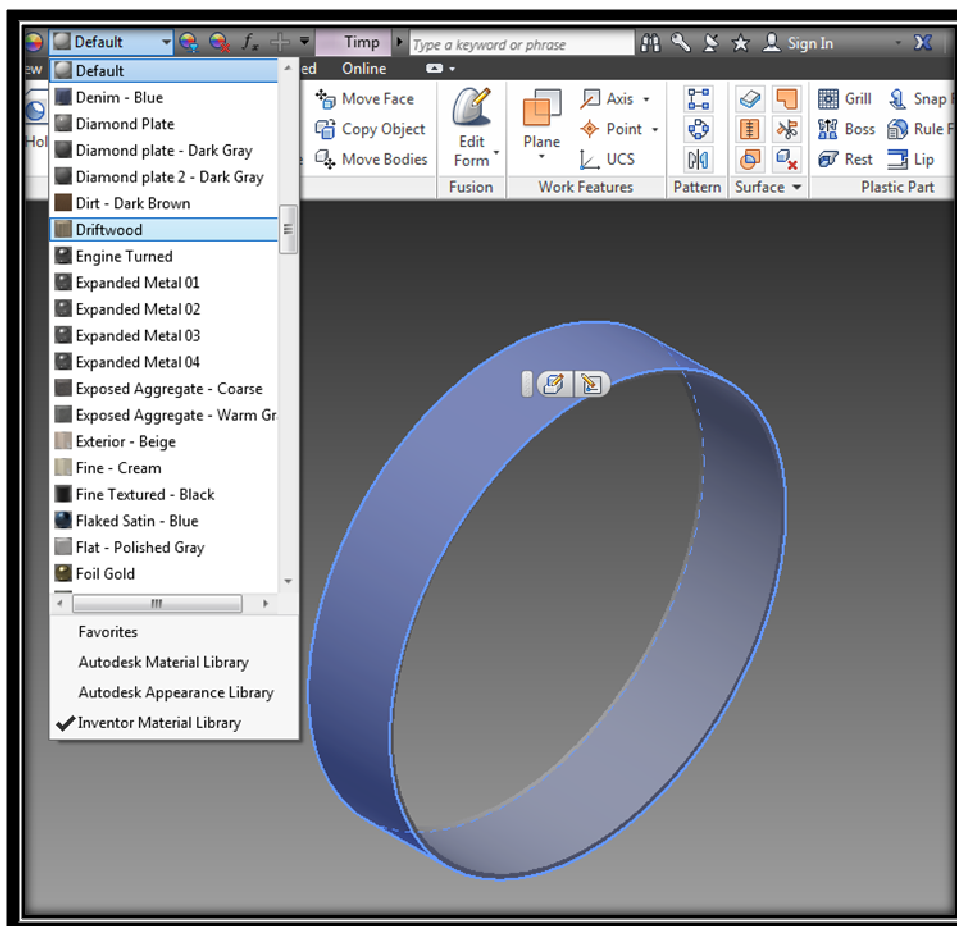 Default Timp Type a keyword or phrase Sign In
ew ed Online
Default
Denim - Blue
Diamond Plate
Diamond plate - Dark Gray
Diamond plate 2 - Dark Gray
Dirt - Dark Brown
Driftwood
Engine Turned
Expanded Metal 01
Expanded Metal 02
Expanded Metal 03
Expanded Metal 04
Exposed Aggregate - Coarse
Exposed Aggregate - Warm Gr
Exterior - Beige
Fine - Cream
Fine Textured - Black
Flaked Satin - Blue
Flat - Polished Gray
Foil Gold
Favorites
Autodesk Material Library
Autodesk Appearance Library
Inventor Material Library
Hol
Move Face
Copy Object
Move Bodies
Edit
Form
Fusion
Plane
Axis
Point
UCS
Work Features
Pattern
Surface
Grill Snap
Boss Rule F
Rest Lip
Plastic Part